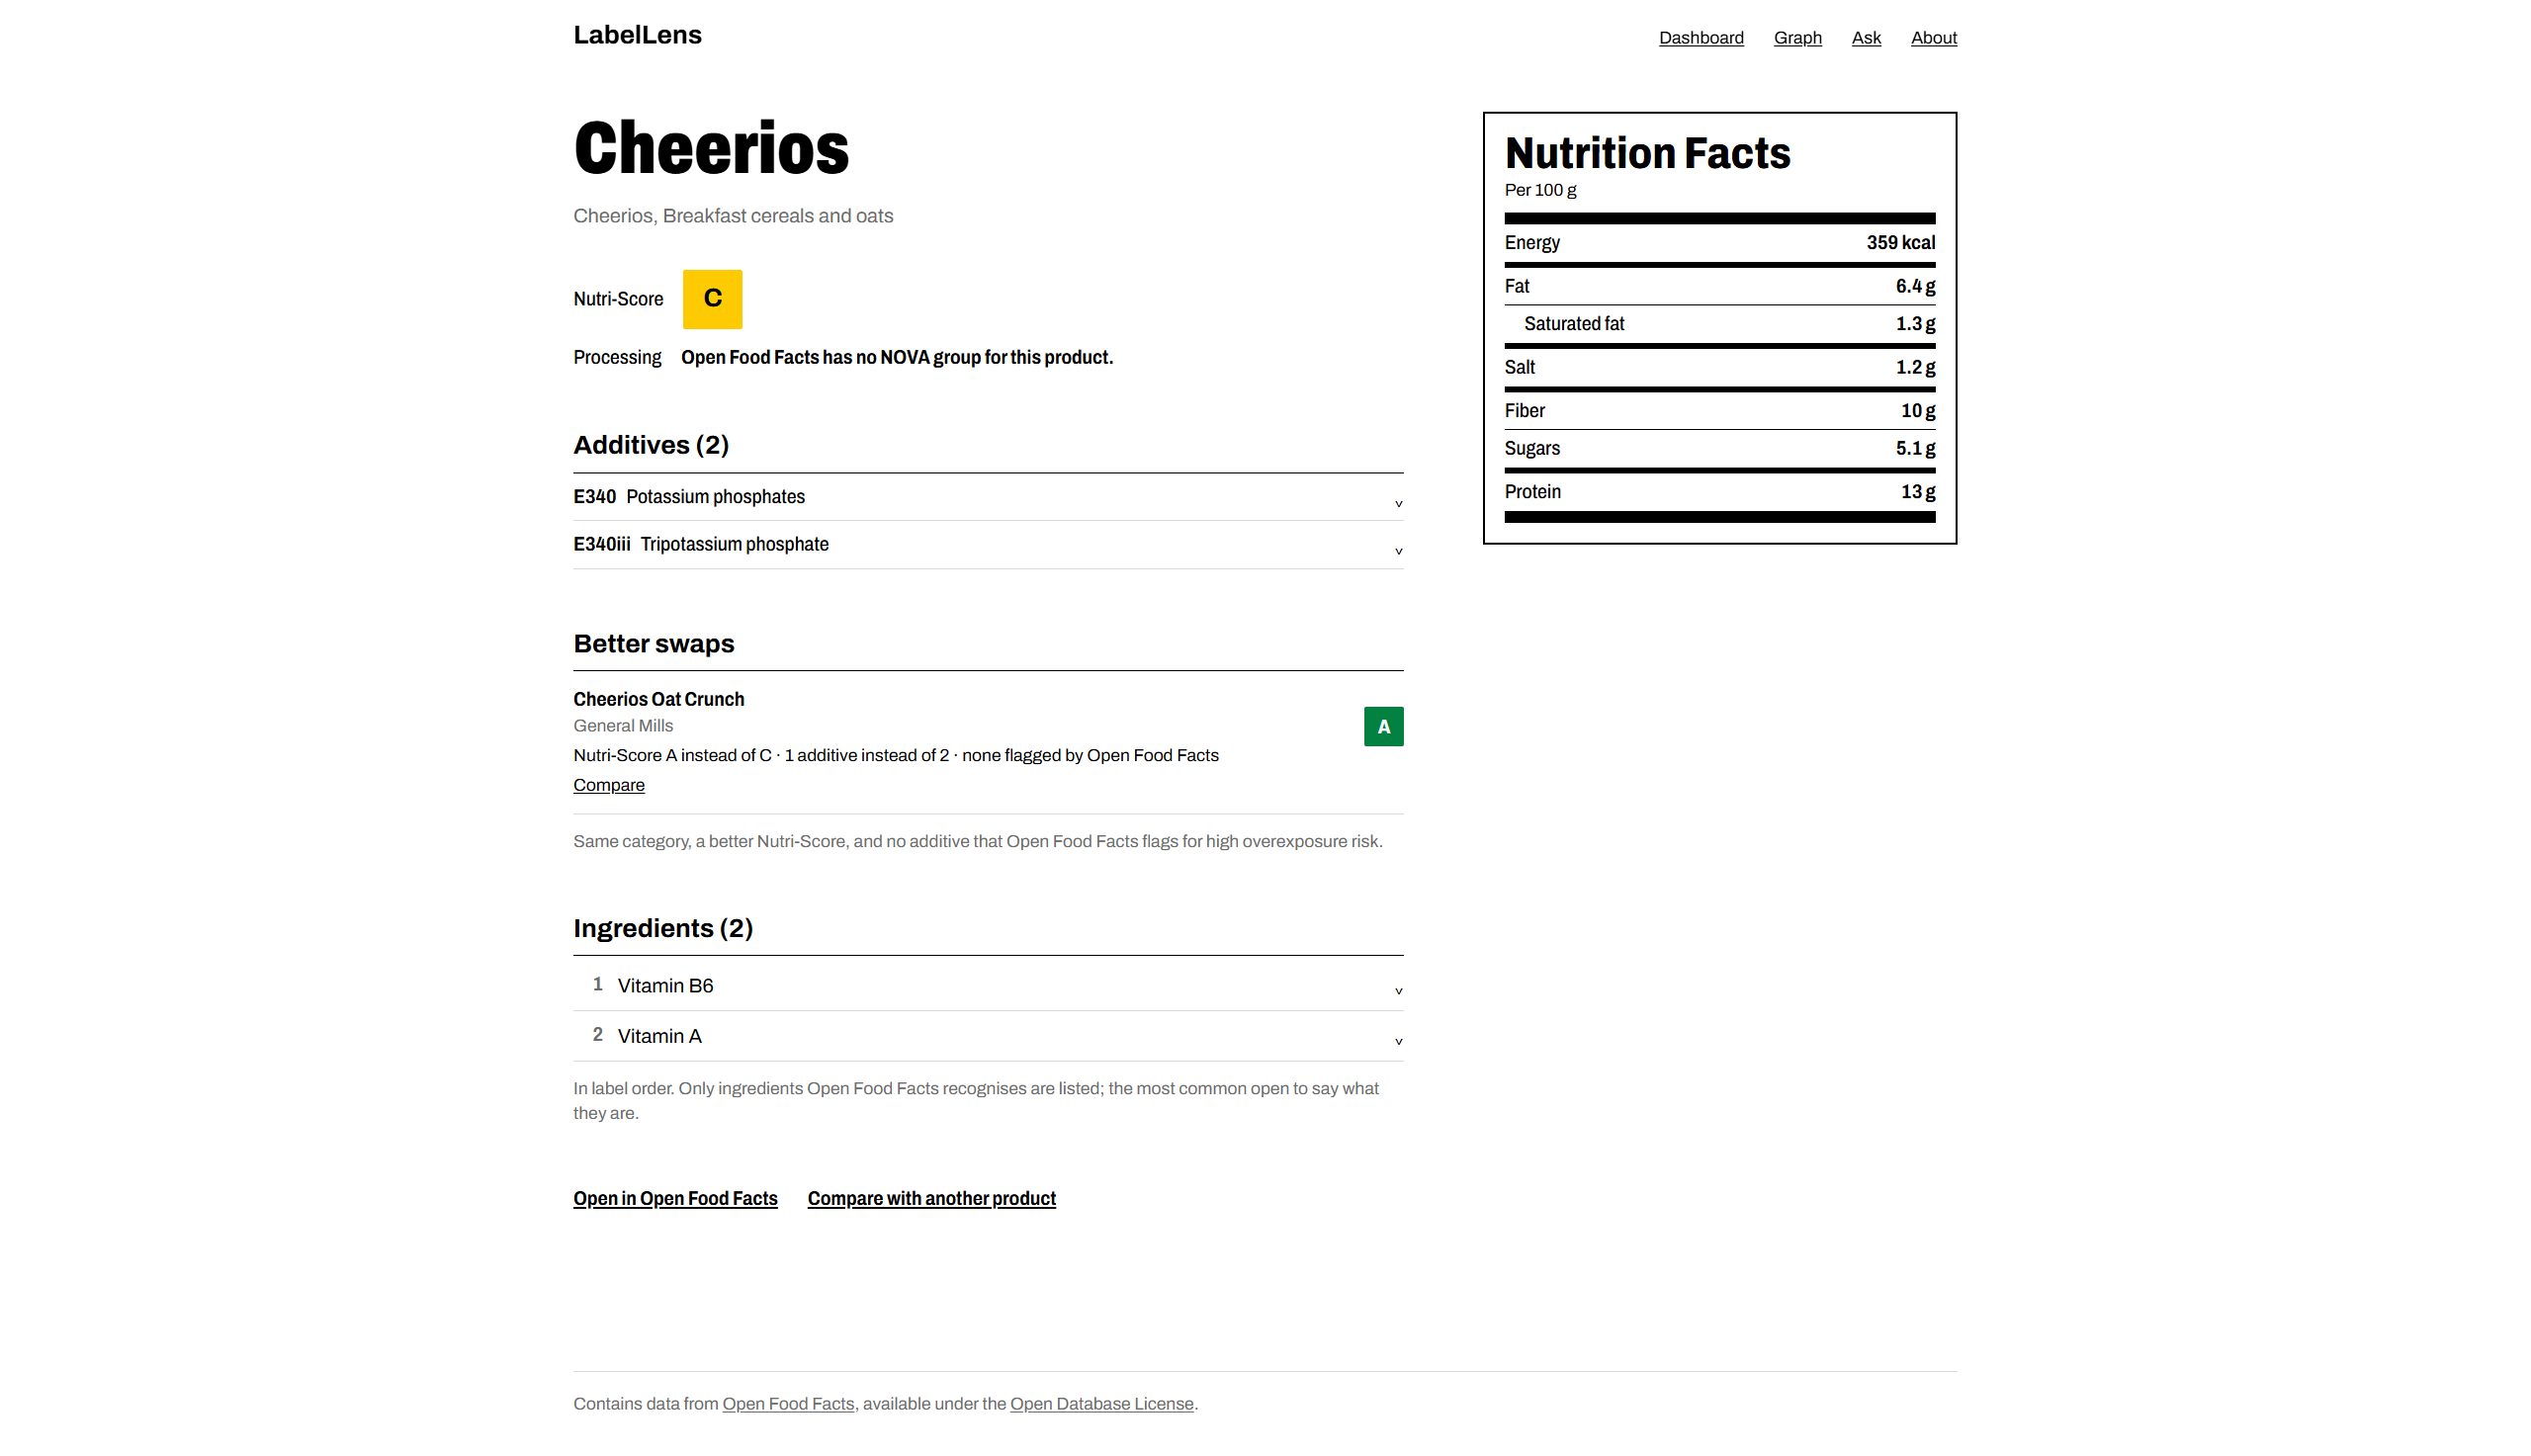 LabelLens
Dashboard Graph Ask About
Cheerios
Cheerios, Breakfast cereals and oats
Nutri-Score C
Processing Open Food Facts has no NOVA group for this product.
Additives (2)
E340 Potassium phosphates
E340iii Tripotassium phosphate
Better swaps
Cheerios Oat Crunch
General Mills
A
Nutri-Score A instead of C · 1 additive instead of 2 · none flagged by Open Food Facts
Compare
Same category, a better Nutri-Score, and no additive that Open Food Facts flags for high overexposure risk.
Ingredients (2)
1 Vitamin B6
2 Vitamin A
In label order. Only ingredients Open Food Facts recognises are listed; the most common open to say what
they are.
Open in Open Food Facts Compare with another product
Nutrition Facts
Per 100 g
Energy 359 kcal
Fat 6.4 g
Saturated fat 1.3 g
Salt 1.2 g
Fiber 10 g
Sugars 5.1 g
Protein 13 g
Contains data from Open Food Facts, available under the Open Database License.